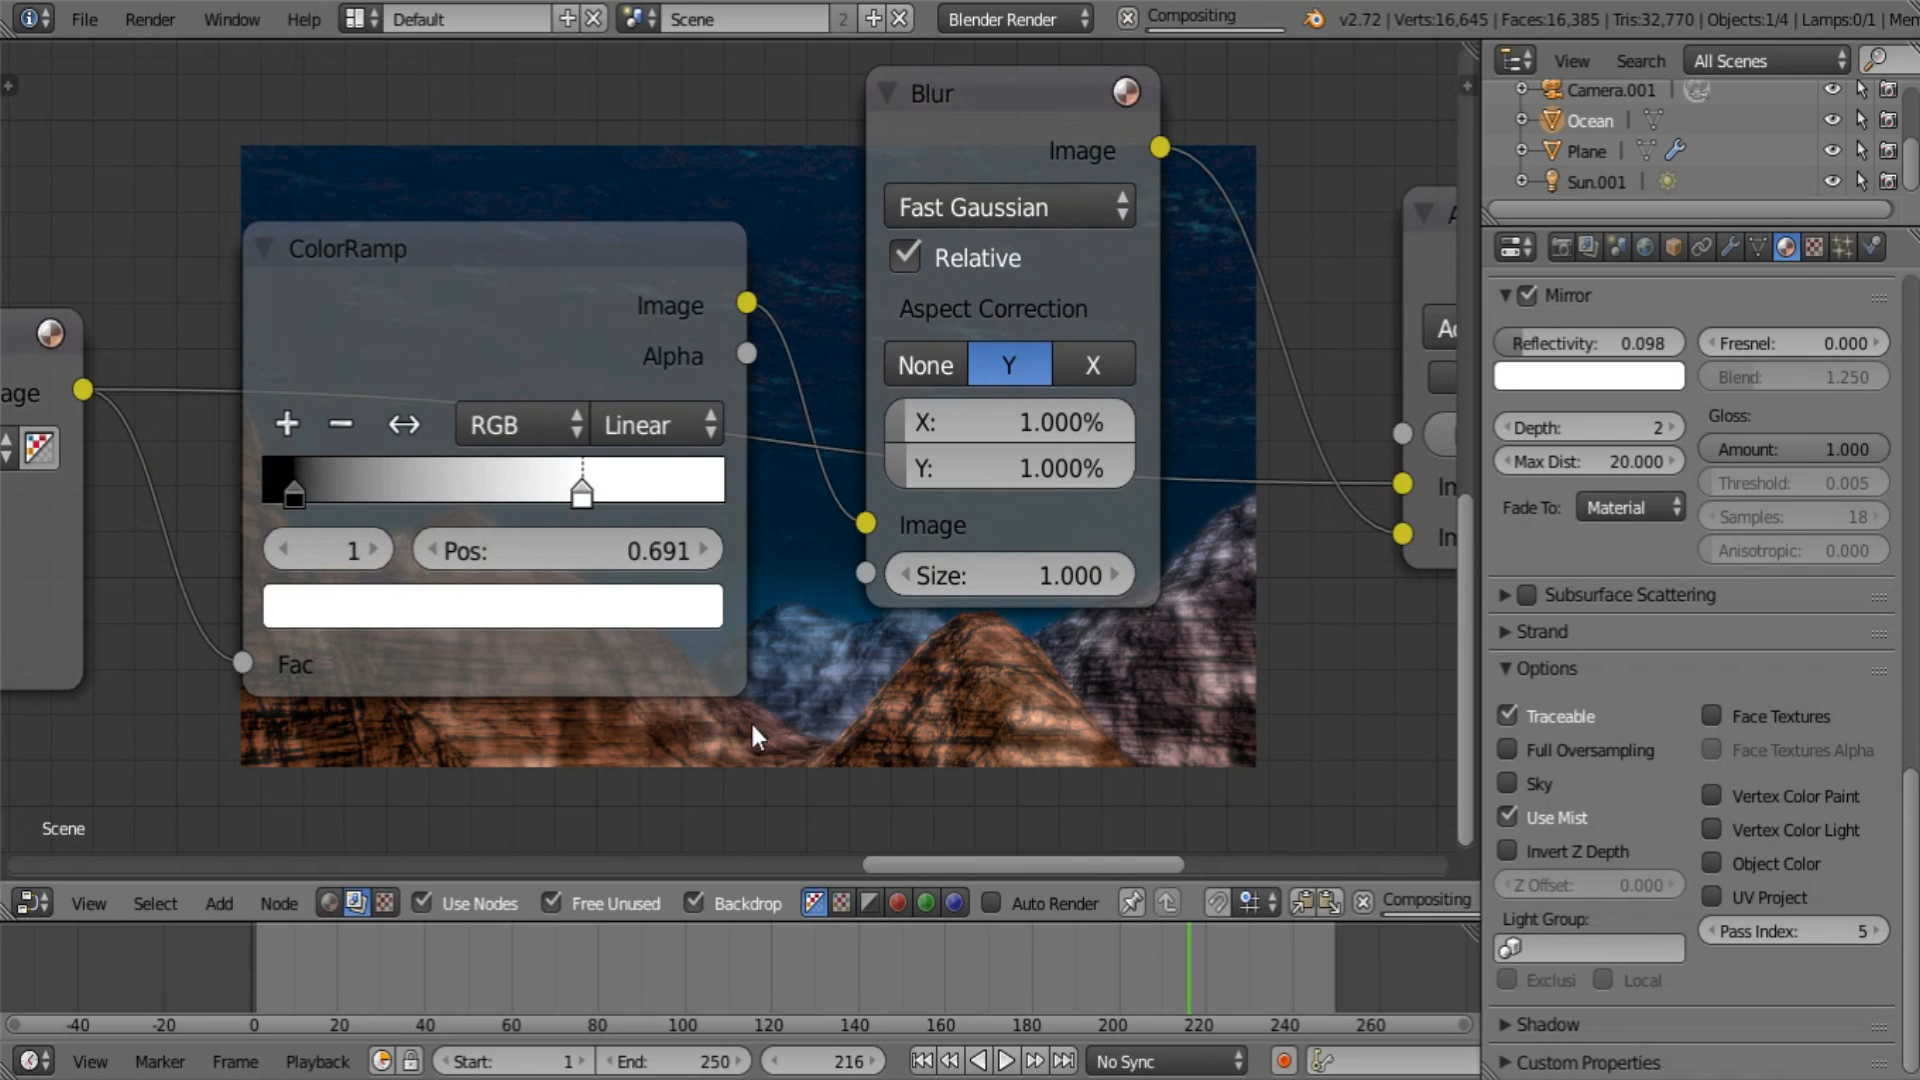 File Render Window Help Default Scene 2 Blender Render Compositing v2.72 | Verts:16,645 | Faces:16,385 | Tris:32,770 | Objects:1/4 | Lamps:0/1 | Mem
View Search All Scenes
Camera.001
Ocean
Plane
Sun.001
Blur
Image
Fast Gaussian
Relative
Aspect Correction
None Y X
X: 1.000%
Y: 1.000%
Image
Size: 1.000
ColorRamp
Image
Alpha
RGB Linear
1 Pos: 0.691
Fac
age
Im
Im
Mirror
Reflectivity: 0.098 Fresnel: 0.000
Blend: 1.250
Gloss:
Depth: 2 Amount: 1.000
Max Dist: 20.000 Threshold: 0.005
Fade To: Material Samples: 18
Anisotropic: 0.000
Subsurface Scattering
Strand
Options
Traceable Face Textures
Full Oversampling Face Textures Alpha
Sky Vertex Color Paint
Use Mist Vertex Color Light
Invert Z Depth Object Color
Z Offset: 0.000 UV Project
Light Group: Pass Index: 5
Exclusi Local
Shadow
Custom Properties
Scene
View Select Add Node Use Nodes Free Unused Backdrop Auto Render Compositing
-40 -20 0 20 40 60 80 100 120 140 160 180 200 220 240 260
View Marker Frame Playback Start: 1 End: 250 216 No Sync